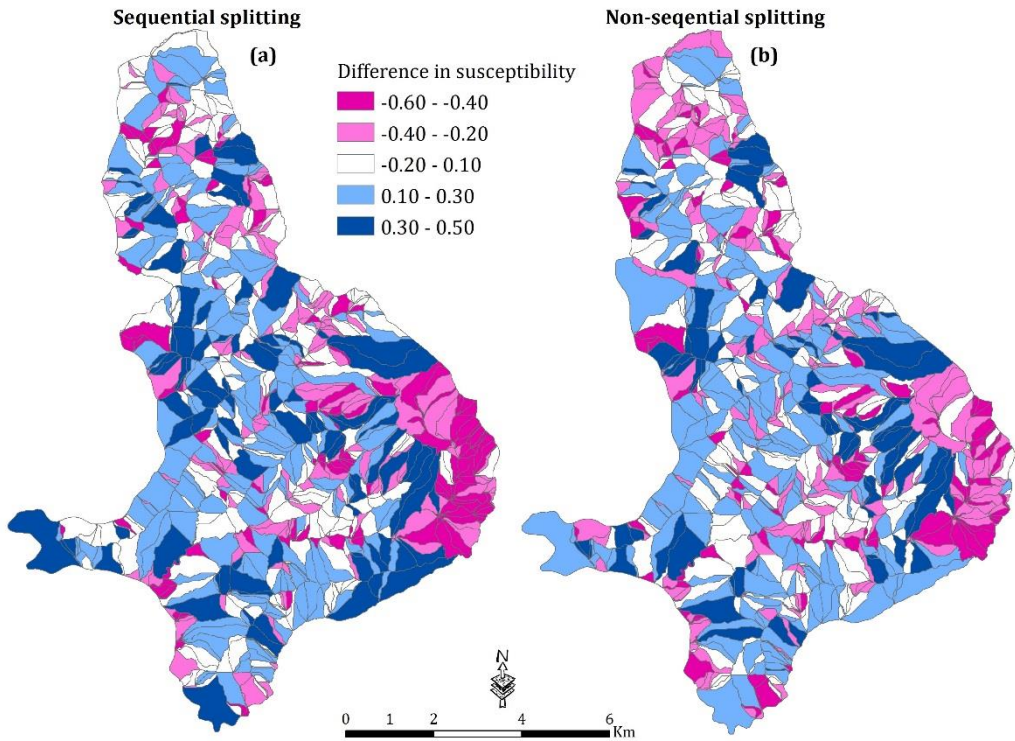 Sequential splitting
Non-seqential splitting
(a)
(b)
Difference in susceptibility
-0.60 - -0.40
-0.40 - -0.20
-0.20 - 0.10
0.10 - 0.30
0.30 - 0.50
N
0 1 2 4 6
Km